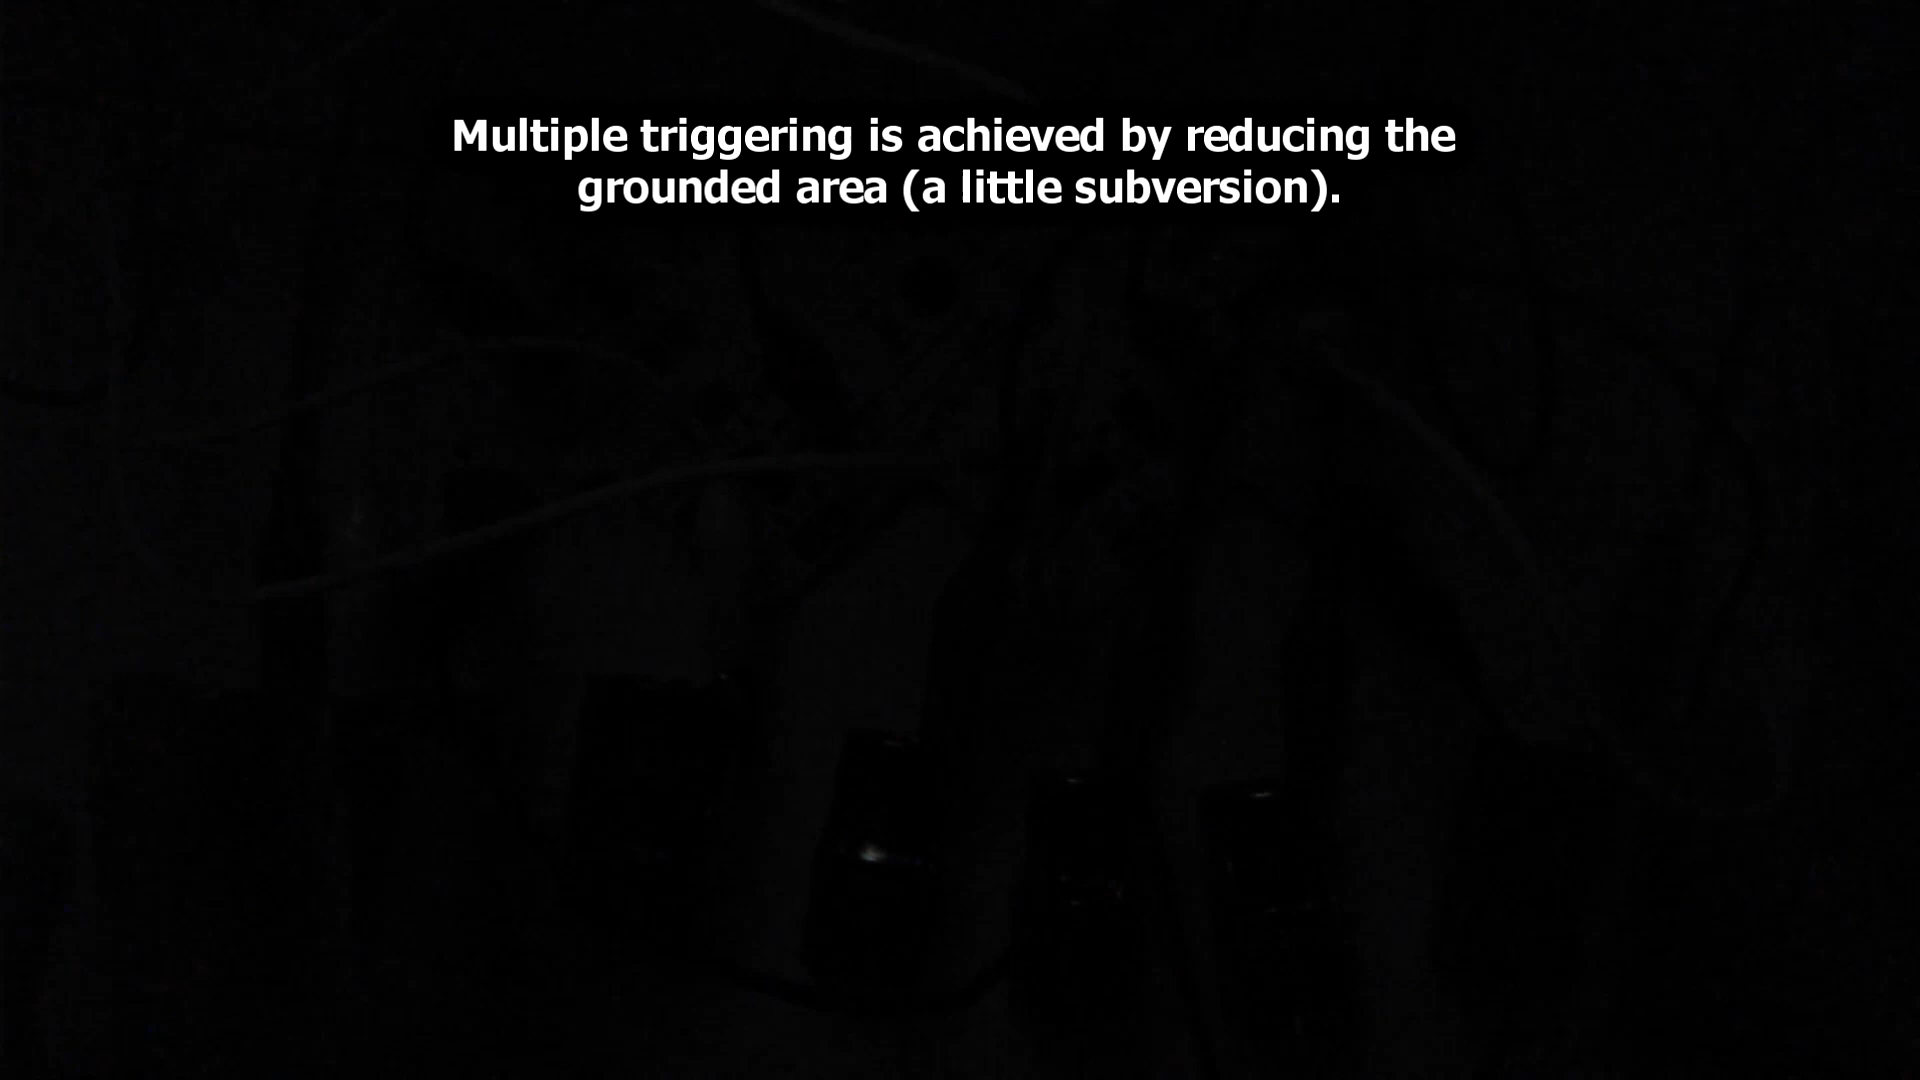 Multiple triggering is achieved by reducing the
grounded area (a little subversion).